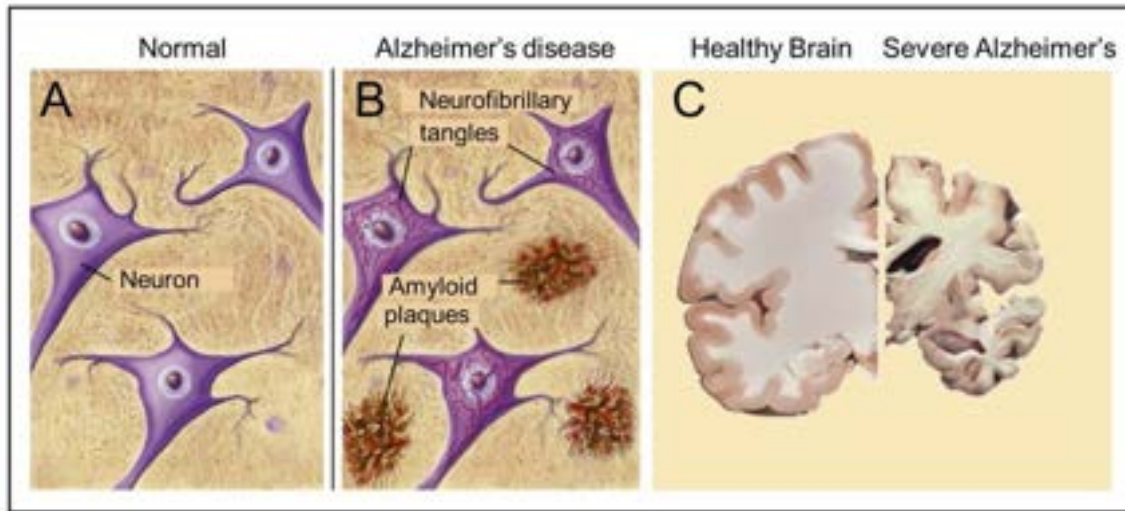 Normal
Alzheimer's disease
Healthy Brain
Severe Alzheimer's
A
B
C
Neuron
Neurofibrillary
tangles
Amyloid
plaques